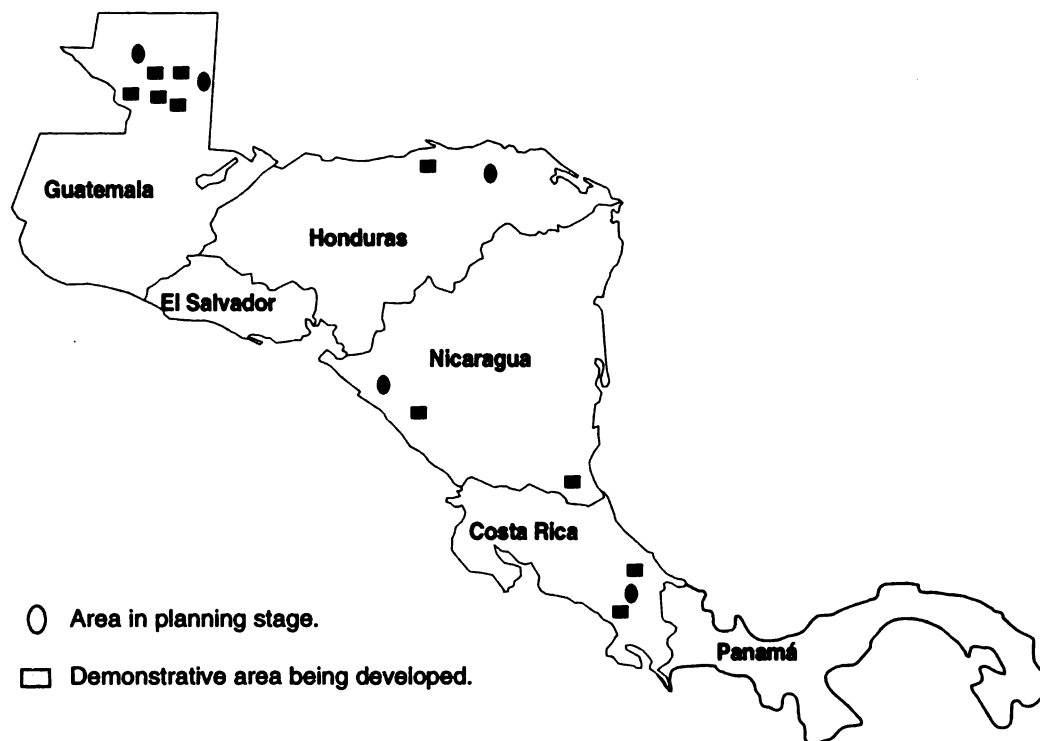 Guatemala
Honduras
El Salvador
Nicaragua
Costa Rica
Area in planning stage.
Panamá
Demonstrative area being developed.